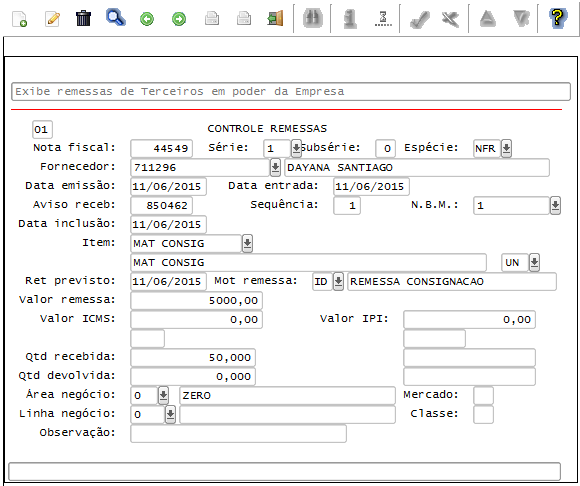 Exibe remessas de Terceiros em poder da Empresa
01 CONTROLE REMESSAS
Nota fiscal: 44549 Série: 1 Subsérie: 0 Espécie: NFR
Fornecedor: 711296 DAYANA SANTIAGO
Data emissão: 11/06/2015 Data entrada: 11/06/2015
Aviso receb: 850462 Sequência: 1 N.B.M.: 1
Data inclusão: 11/06/2015
Item: MAT CONSIG
MAT CONSIG UN
Ret previsto: 11/06/2015 Mot remessa: ID REMESSA CONSIGNACAO
Valor remessa: 5000,00
Valor ICMS: 0,00 Valor IPI: 0,00
Qtd recebida: 50,000
Qtd devolvida: 0,000
Área negócio: 0 ZERO Mercado:
Linha negócio: 0 Classe:
Observação: